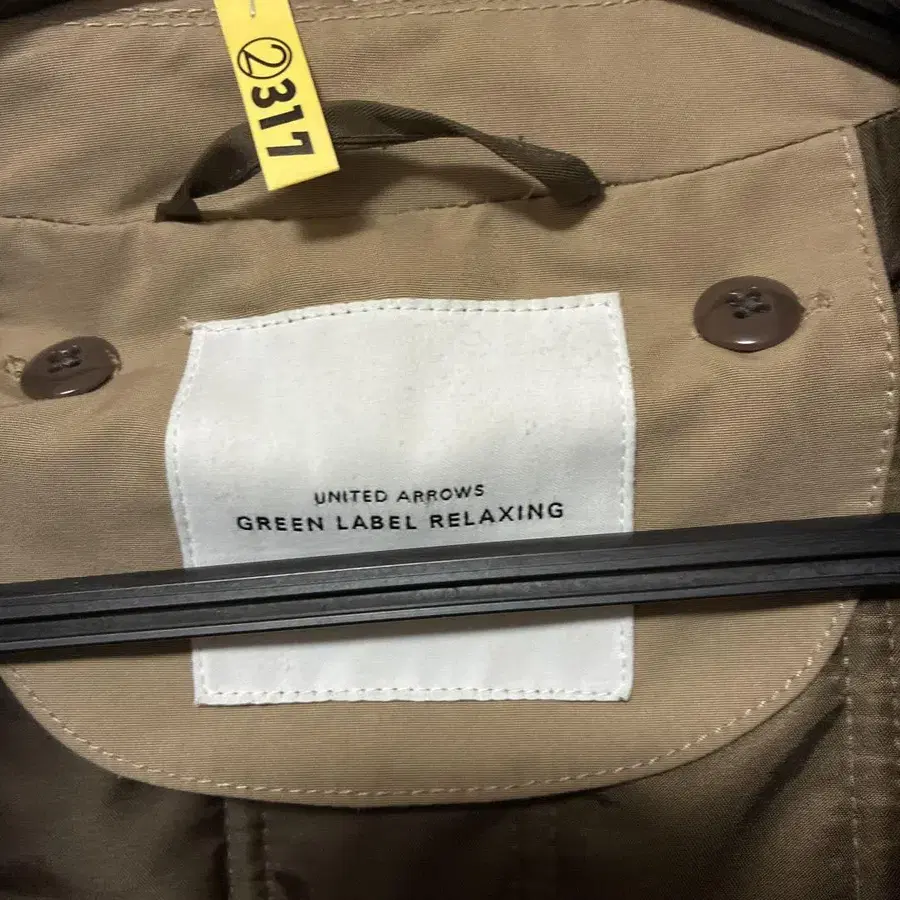 ②317
UNITED ARROWS
GREEN LABEL RELAXING